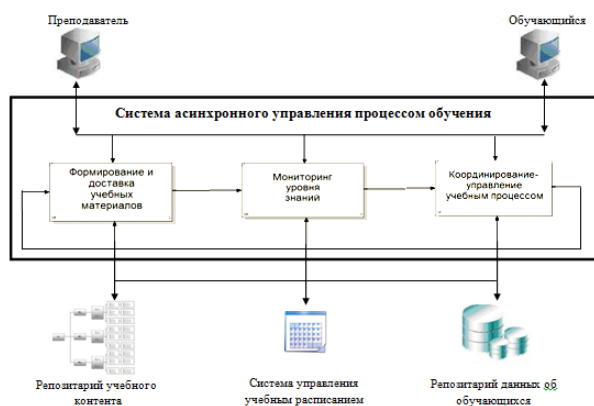 Преподаватель
Обучающийся
Система асинхронного управления процессом обучения
Формирование и
доставка
учебных
материалов
Мониторинг
уровня
знаний
Координирование-
управление
учебным процессом
Репозитарий учебного
контента
Система управления
учебным расписанием
Репозитарий данных об
обучающихся